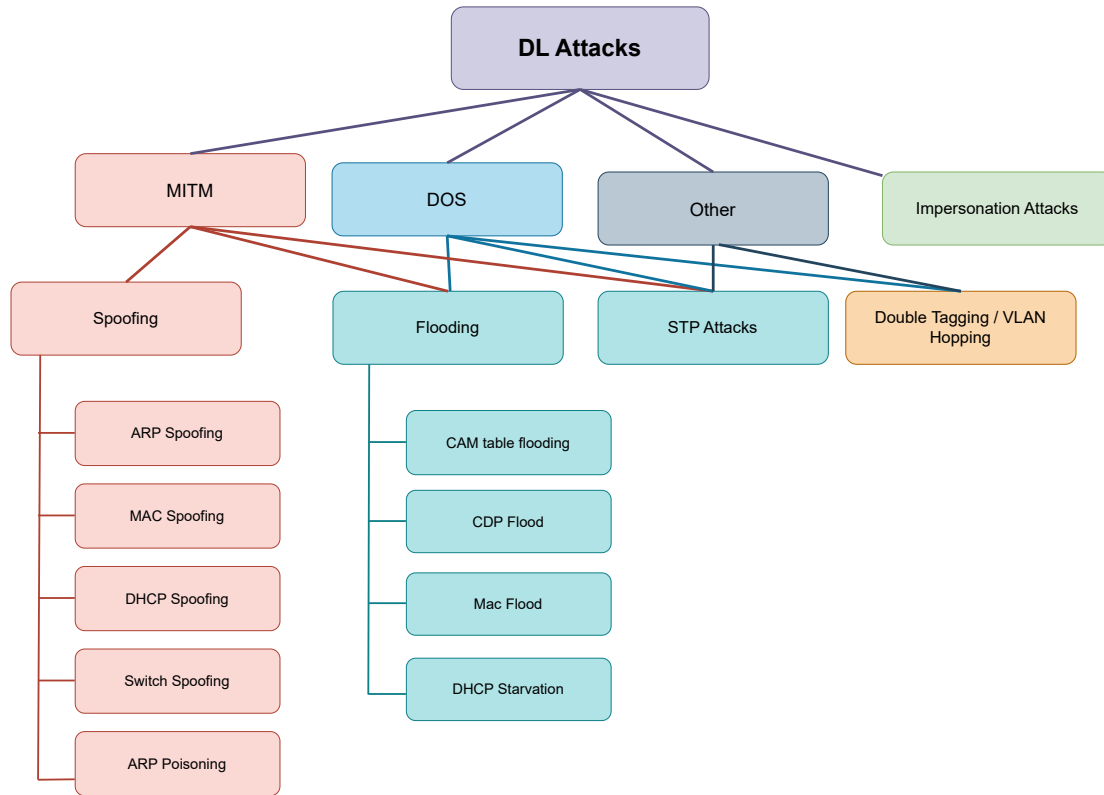 DL Attacks
MITM
DOS
Other
Impersonation Attacks
Spoofing
Flooding
STP Attacks
Double Tagging / VLAN
Hopping
ARP Spoofing
MAC Spoofing
DHCP Spoofing
Switch Spoofing
ARP Poisoning
CAM table flooding
CDP Flood
Mac Flood
DHCP Starvation